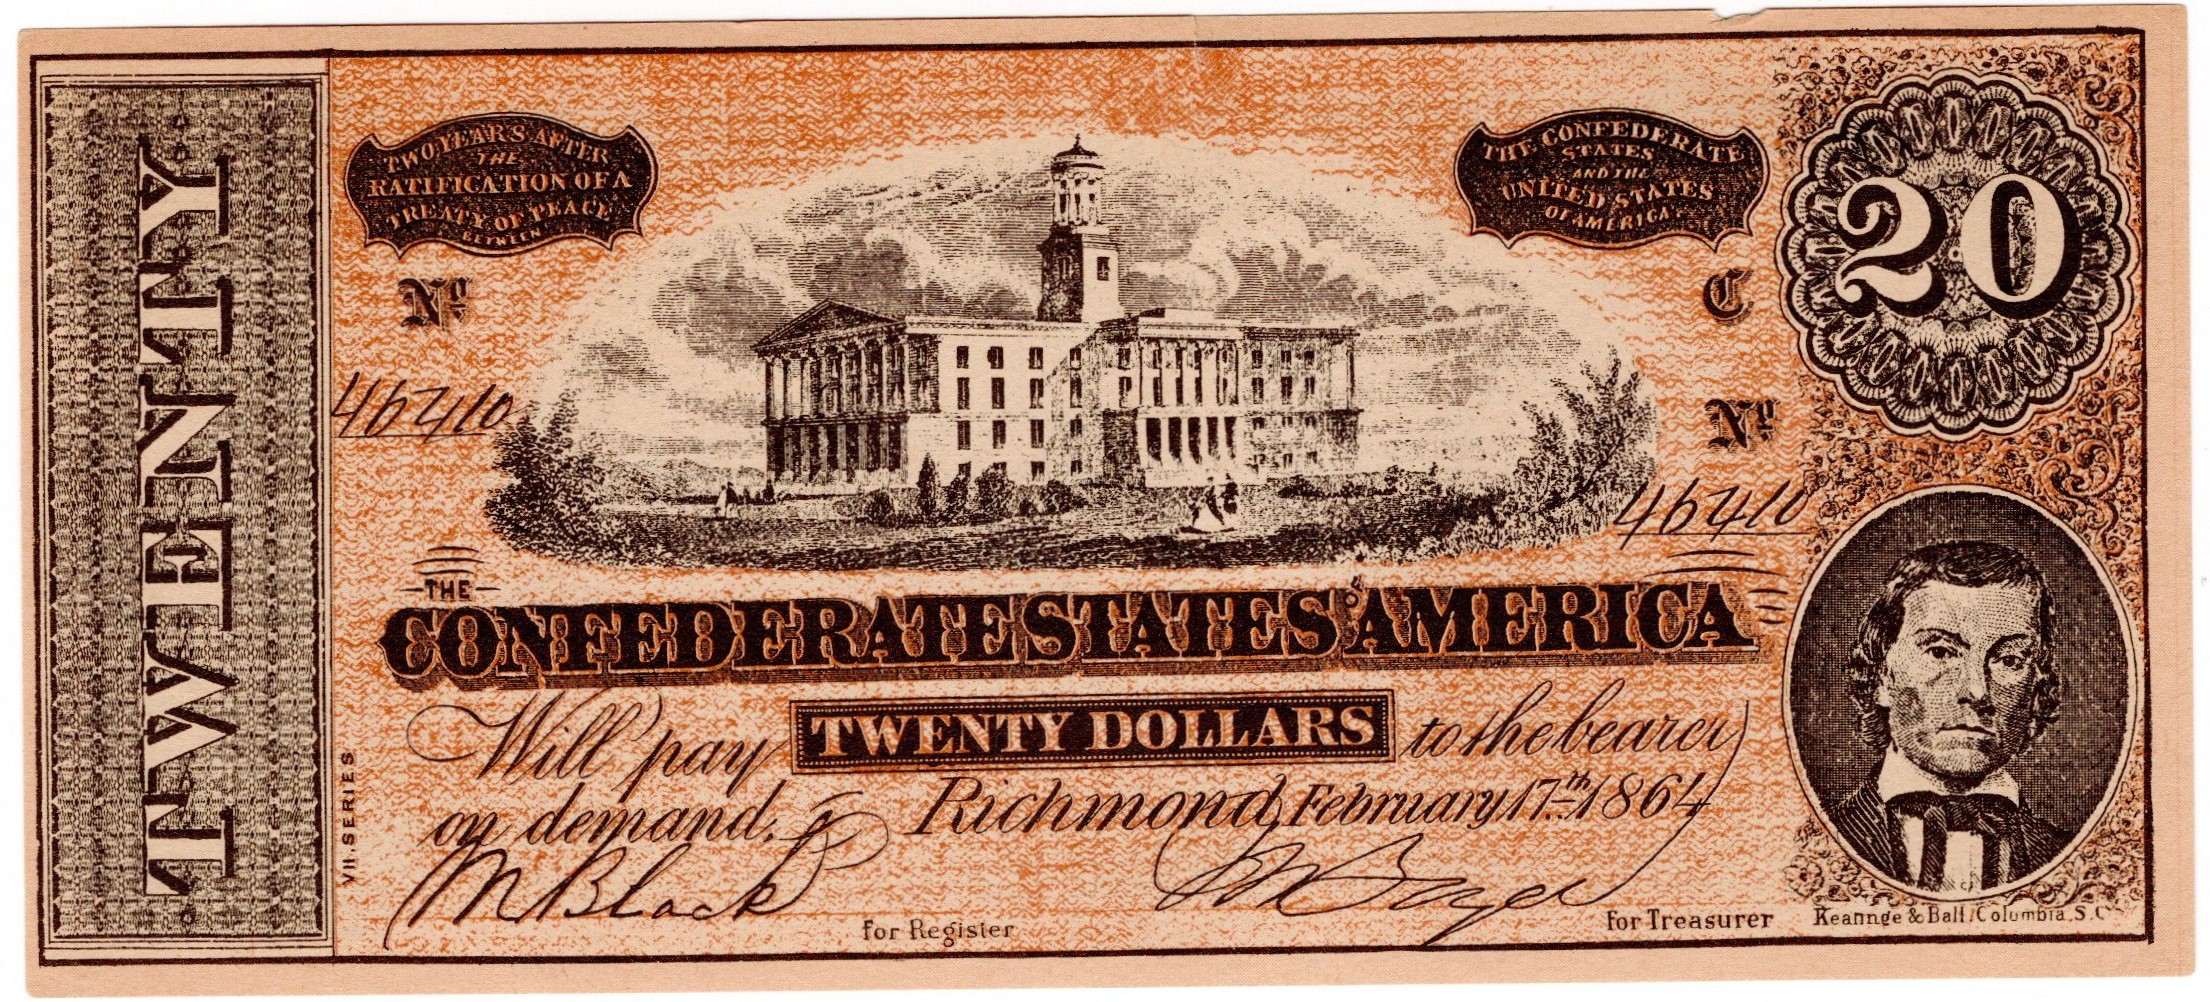 TWENTY
TWO YEARS AFTER
THE
RATIFICATION OF A
TREATY OF PEACE
BETWEEN
THE CONFEDERATE
STATES
AND THE
UNITED STATES
OF AMERICA
20
No
C
46410
No
46410
THE
CONFEDERATE STATES OF AMERICA
Will pay TWENTY DOLLARS to the bearer
on demand.
Richmond February 17th 1864
VII. SERIES
M Black
for Register
for Treasurer
Keatinge & Ball, Columbia, S.C.